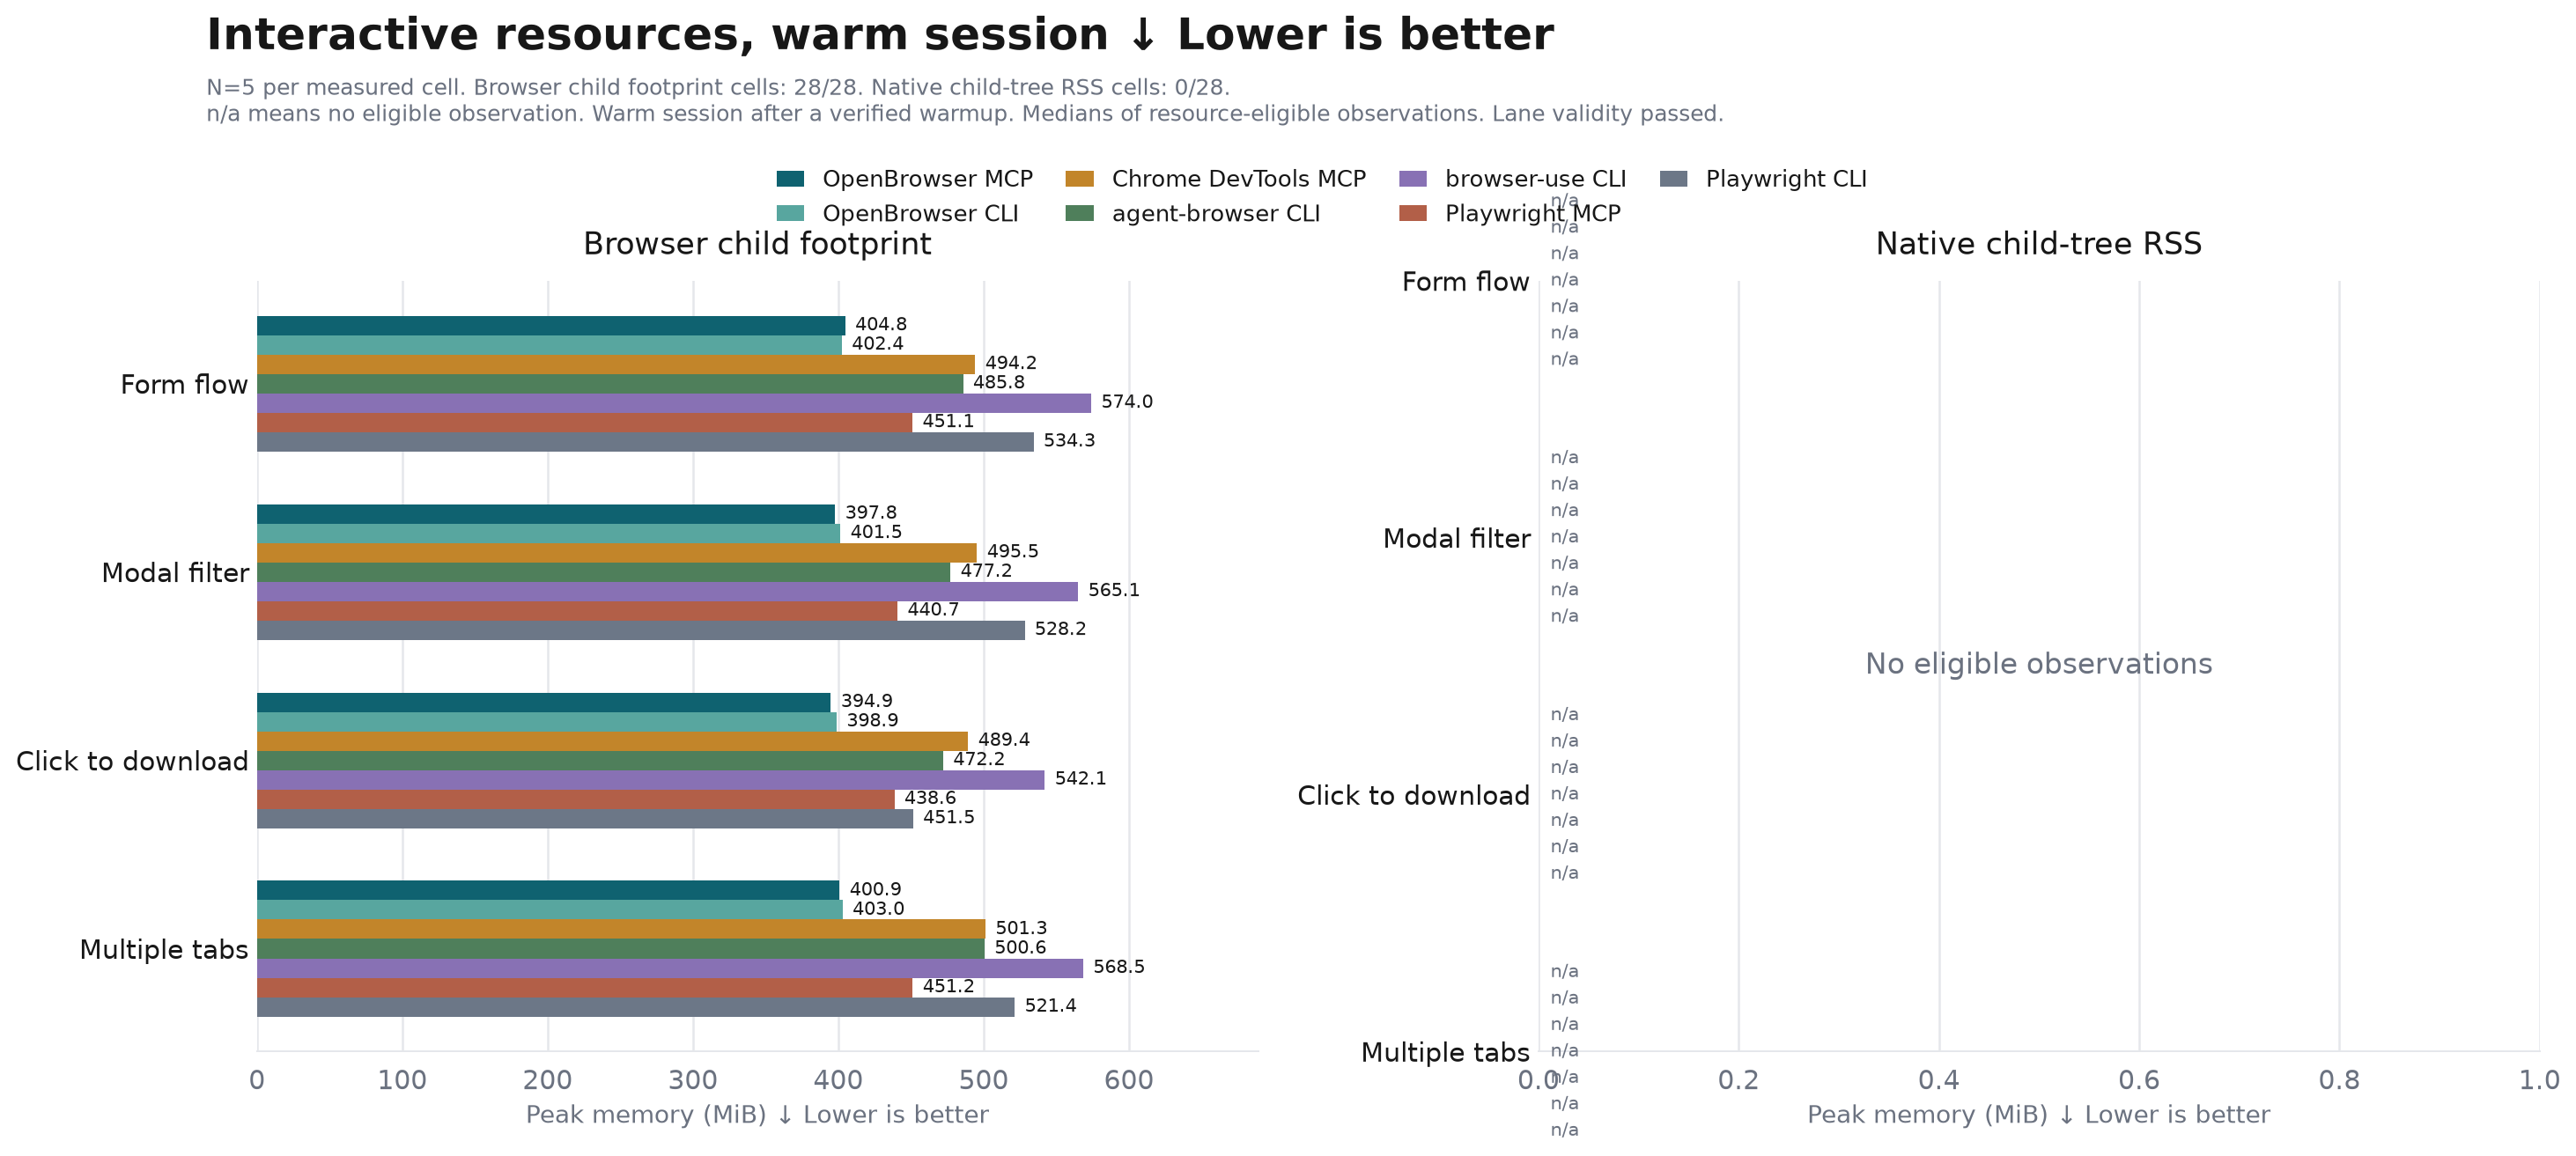 Interactive resources, warm session ↓ Lower is better
N=5 per measured cell. Browser child footprint cells: 28/28. Native child-tree RSS cells: 0/28.
n/a means no eligible observation. Warm session after a verified warmup. Medians of resource-eligible observations. Lane validity passed.
OpenBrowser MCP
Chrome DevTools MCP
browser-use CLI
Playwright CLI
OpenBrowser CLI
agent-browser CLI
Playwright MCP
Browser child footprint
Form flow
404.8
402.4
494.2
485.8
574.0
451.1
534.3
Modal filter
397.8
401.5
495.5
477.2
565.1
440.7
528.2
Click to download
394.9
398.9
489.4
472.2
542.1
438.6
451.5
Multiple tabs
400.9
403.0
501.3
500.6
568.5
451.2
521.4
0 100 200 300 400 500 600
Peak memory (MiB) ↓ Lower is better
Native child-tree RSS
Form flow
n/a
n/a
n/a
n/a
n/a
n/a
n/a
Modal filter
n/a
n/a
n/a
n/a
n/a
n/a
n/a
No eligible observations
Click to download
n/a
n/a
n/a
n/a
n/a
n/a
n/a
Multiple tabs
n/a
n/a
n/a
n/a
n/a
n/a
n/a
0.0 0.2 0.4 0.6 0.8 1.0
Peak memory (MiB) ↓ Lower is better